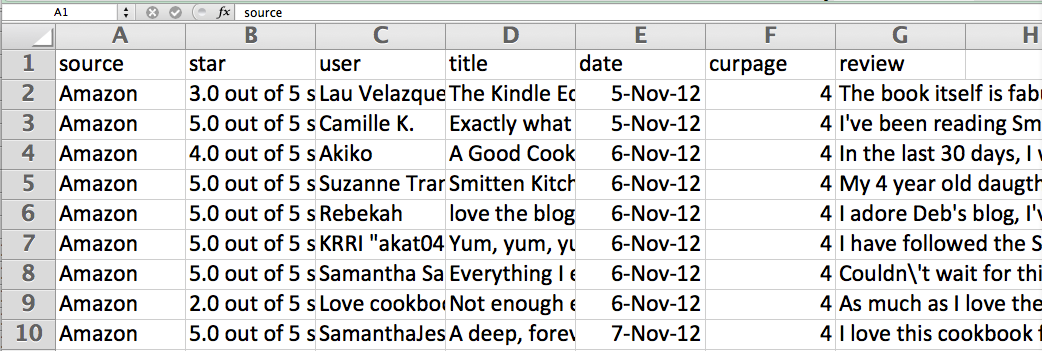 A1 fx source
A B C D E F G H
1 source star user title date curpage review
2 Amazon 3.0 out of 5 s Lau Velazque The Kindle Ec 5-Nov-12 4 The book itself is fabu
3 Amazon 5.0 out of 5 s Camille K. Exactly what 5-Nov-12 4 I've been reading Sm
4 Amazon 4.0 out of 5 s Akiko A Good Cook 6-Nov-12 4 In the last 30 days, I v
5 Amazon 5.0 out of 5 s Suzanne Trar Smitten Kitch 6-Nov-12 4 My 4 year old daugth
6 Amazon 5.0 out of 5 s Rebekah love the blog 6-Nov-12 4 I adore Deb's blog, I'v
7 Amazon 5.0 out of 5 s KRRI "akat04 Yum, yum, yu 6-Nov-12 4 I have followed the S
8 Amazon 5.0 out of 5 s Samantha Sa Everything I e 6-Nov-12 4 Couldn\'t wait for thi
9 Amazon 2.0 out of 5 s Love cookbo Not enough e 6-Nov-12 4 As much as I love the
10 Amazon 5.0 out of 5 s SamanthaJes A deep, forev 7-Nov-12 4 I love this cookbook f